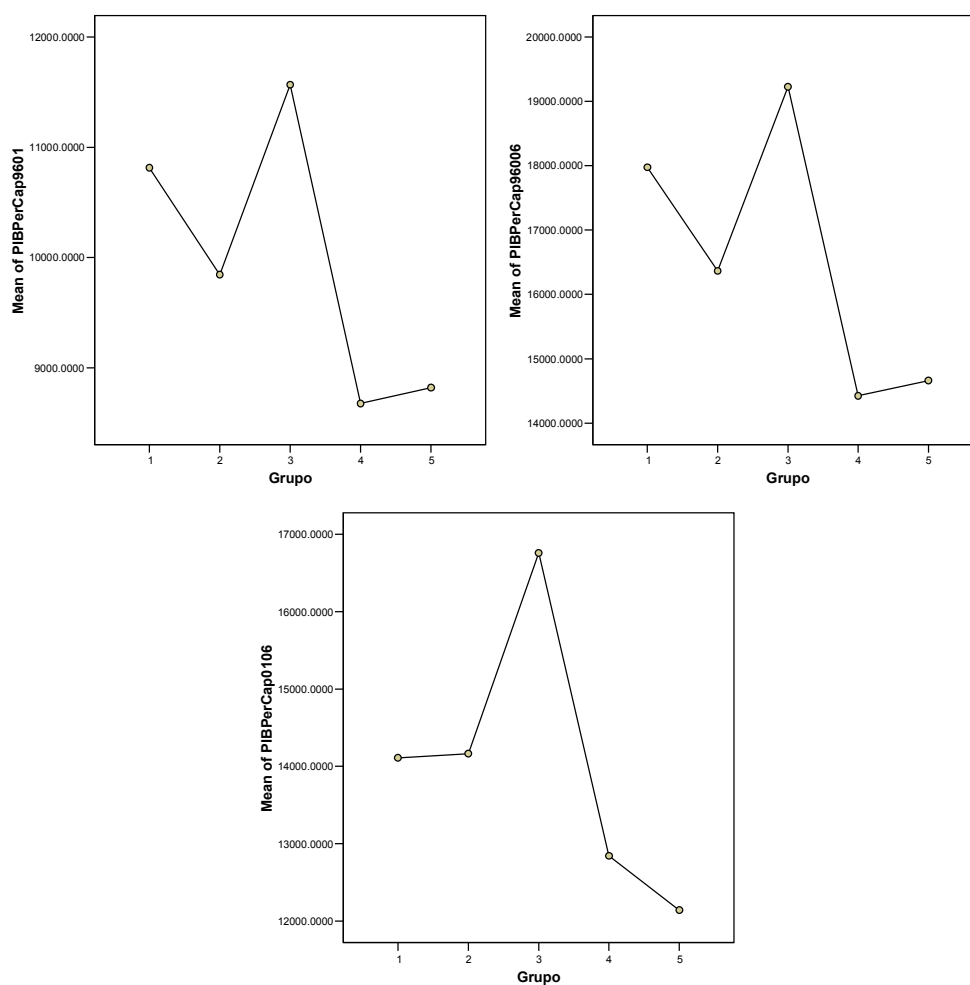 12000.0000
11000.0000
10000.0000
9000.0000
Mean of PIBPerCap9601
1 2 3 4 5
Grupo
20000.0000
19000.0000
18000.0000
17000.0000
16000.0000
15000.0000
14000.0000
Mean of PIBPerCap96006
1 2 3 4 5
Grupo
17000.0000
16000.0000
15000.0000
14000.0000
13000.0000
12000.0000
Mean of PIBPerCap0106
1 2 3 4 5
Grupo